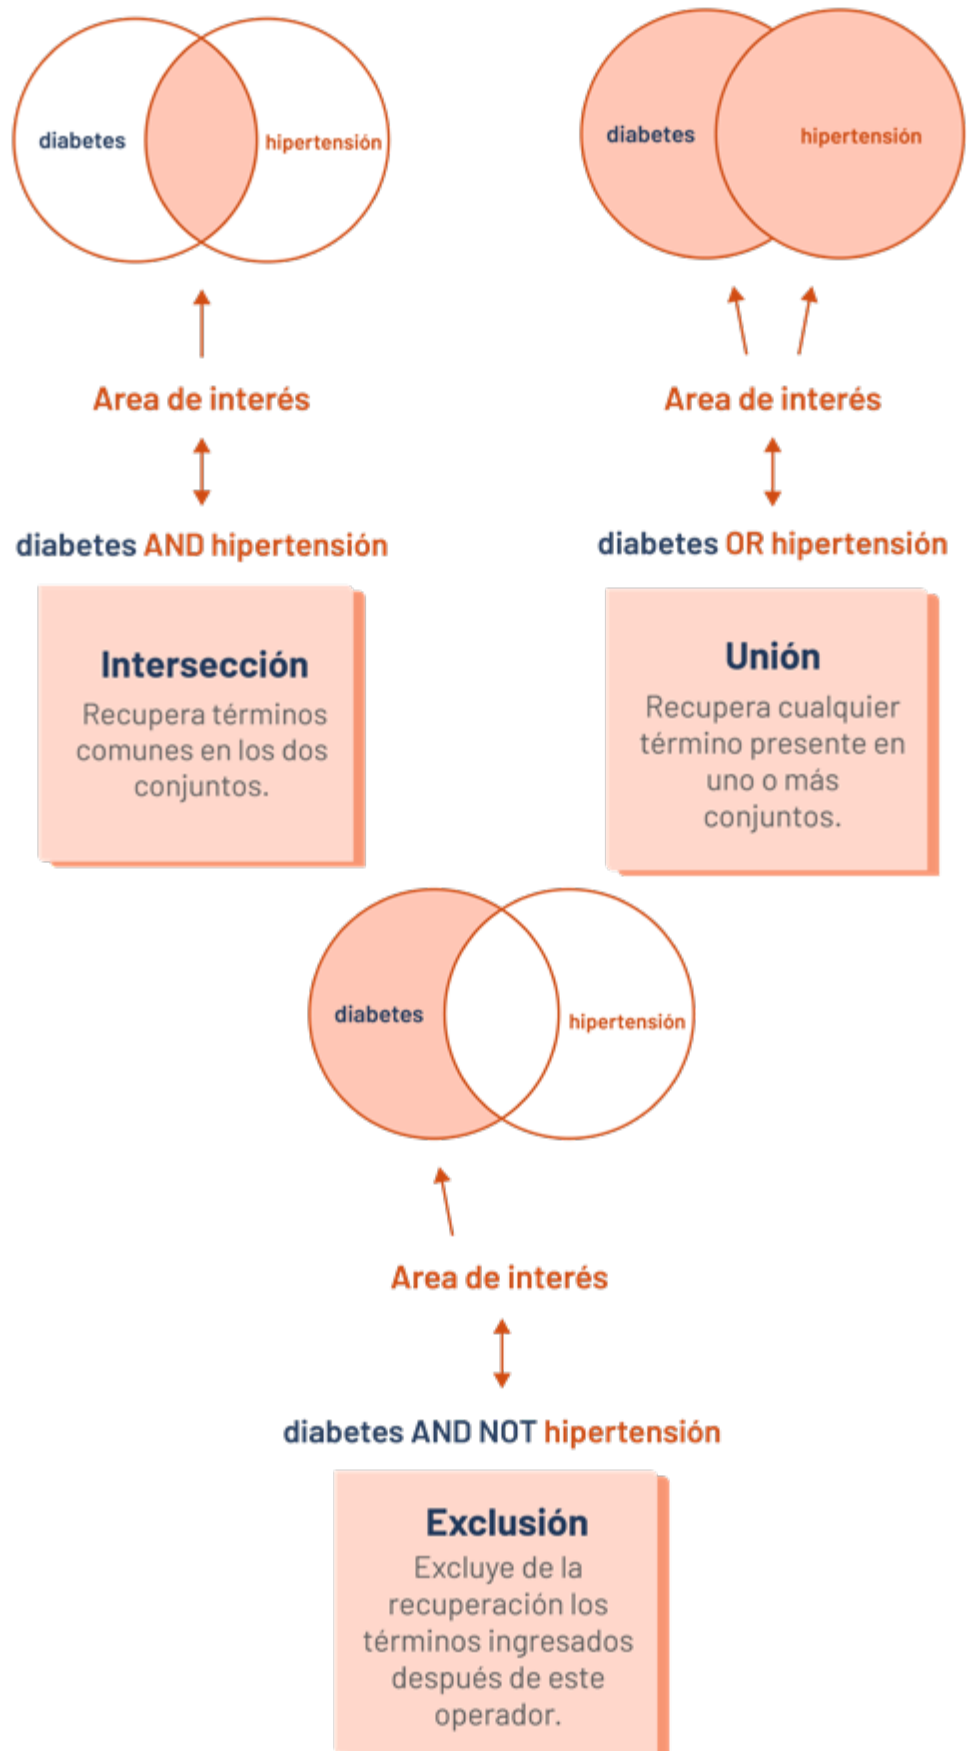 diabetes
hipertensión
Area de interés
diabetes AND hipertensión
Intersección
Recupera términos
comunes en los dos
conjuntos.
diabetes
hipertensión
Area de interés
diabetes OR hipertensión
Unión
Recupera cualquier
término presente en
uno o más
conjuntos.
diabetes
hipertensión
Area de interés
diabetes AND NOT hipertensión
Exclusión
Excluye de la
recuperación los
términos ingresados
después de este
operador.